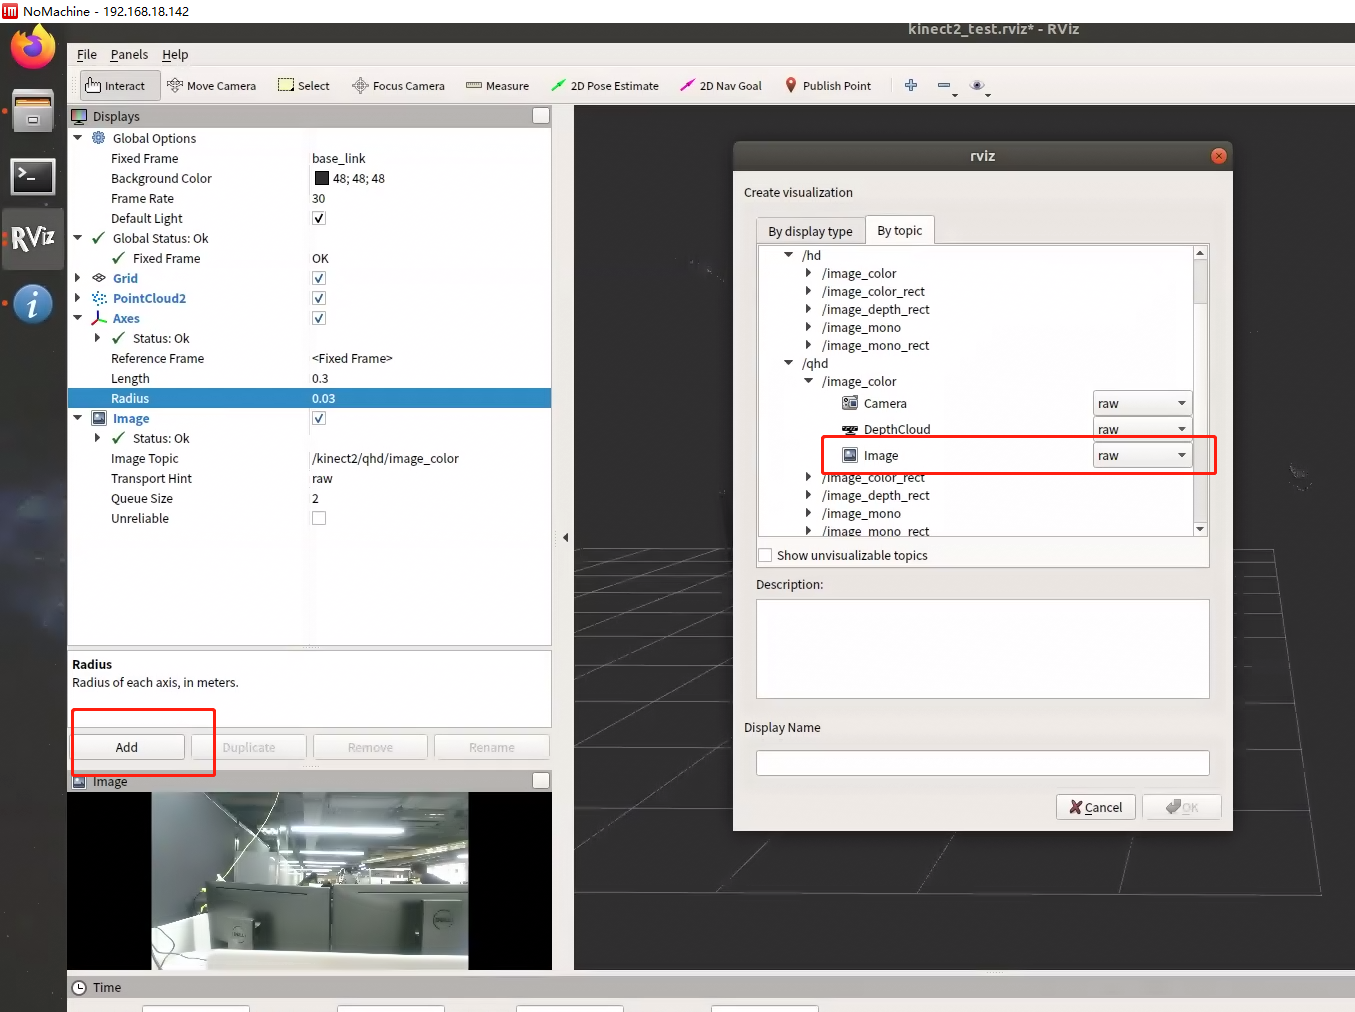 NoMachine - 192.168.18.142
kinect2_test.rviz* - RViz
File Panels Help
Interact Move Camera Select Focus Camera Measure 2D Pose Estimate 2D Nav Goal Publish Point
RViz
Displays
Global Options
Fixed Frame base_link
Background Color 48; 48; 48
Frame Rate 30
Default Light
Global Status: Ok
Fixed Frame OK
Grid
PointCloud2
Axes
Status: Ok
Reference Frame <Fixed Frame>
Length 0.3
Radius 0.03
Image
Status: Ok
Image Topic /kinect2/qhd/image_color
Transport Hint raw
Queue Size 2
Unreliable
Radius
Radius of each axis, in meters.
Add Duplicate Remove Rename
Image
DELL
DELL
Time
rviz
Create visualization
By display type By topic
/hd
/image_color
/image_color_rect
/image_depth_rect
/image_mono
/image_mono_rect
/qhd
/image_color
Camera raw
DepthCloud raw
Image raw
/image_color_rect
/image_depth_rect
/image_mono
/image_mono_rect
Show unvisualizable topics
Description:
Display Name
Cancel OK